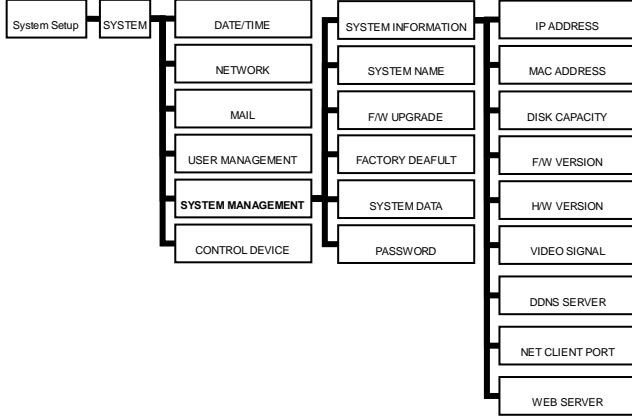 System Setup
SYSTEM
DATE/TIME
NETWORK
MAIL
USER MANAGEMENT
SYSTEM MANAGEMENT
CONTROL DEVICE
SYSTEM INFORMATION
SYSTEM NAME
F/W UPGRADE
FACTORY DEAFULT
SYSTEM DATA
PASSWORD
IP ADDRESS
MAC ADDRESS
DISK CAPACITY
F/W VERSION
H/W VERSION
VIDEO SIGNAL
DDNS SERVER
NET CLIENT PORT
WEB SERVER